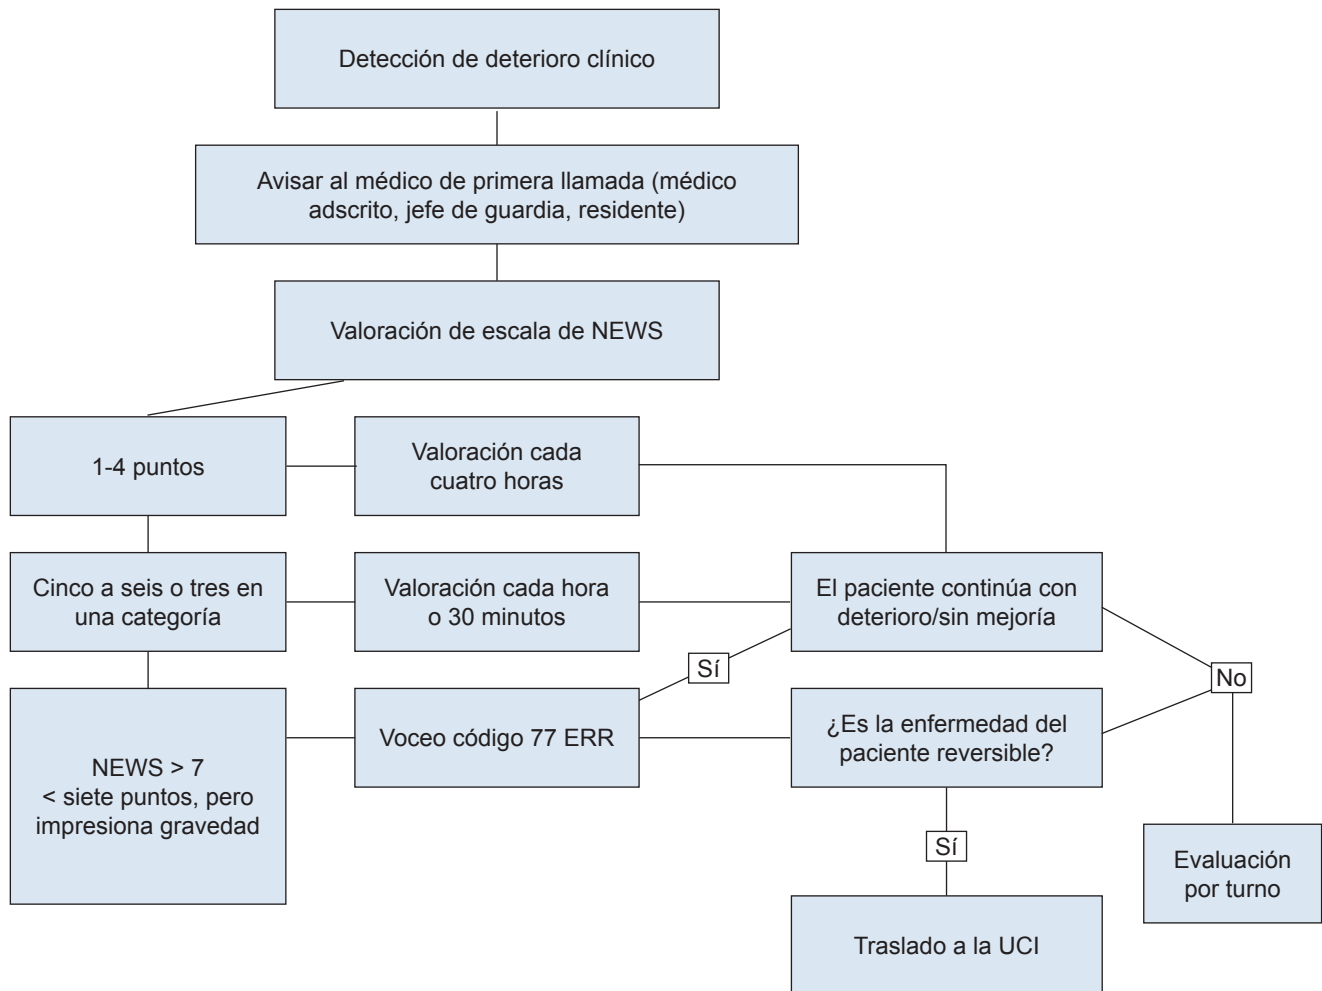 Detección de deterioro clínico
Avisar al médico de primera llamada (médico
adscrito, jefe de guardia, residente)
Valoración de escala de NEWS
1-4 puntos
Valoración cada
cuatro horas
Cinco a seis o tres en
una categoría
Valoración cada hora
o 30 minutos
El paciente continúa con
deterioro/sin mejoría
Sí
No
NEWS > 7
< siete puntos, pero
impresiona gravedad
Voceo código 77 ERR
¿Es la enfermedad del
paciente reversible?
Sí
Evaluación
por turno
Traslado a la UCI